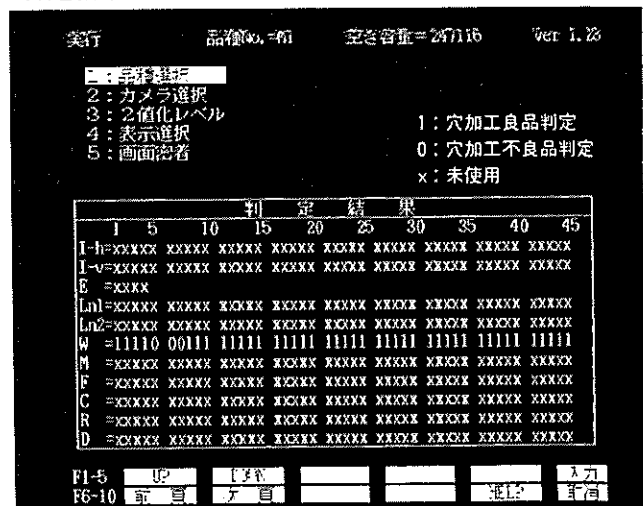 実行 品種No.=01 空き容量=247116 Ver 1.23
1:品種選択
2:カメラ選択
3:2値化レベル
4:表示選択
5:画面密着
1:穴加工良品判定
0:穴加工不良品判定
x:未使用
判 定 結 果
1 5 10 15 20 25 30 35 40 45
I-h=xxxxx xxxxx xxxxx xxxxx xxxxx xxxxx xxxxx xxxxx xxxxx
I-v=xxxxx xxxxx xxxxx xxxxx xxxxx xxxxx xxxxx xxxxx xxxxx
E =xxxx
Ln1=xxxxx xxxxx xxxxx xxxxx xxxxx xxxxx xxxxx xxxxx xxxxx
Ln2=xxxxx xxxxx xxxxx xxxxx xxxxx xxxxx xxxxx xxxxx xxxxx
W =11110 00111 11111 11111 11111 11111 11111 11111 11111
M =xxxxx xxxxx xxxxx xxxxx xxxxx xxxxx xxxxx xxxxx xxxxx
F =xxxxx xxxxx xxxxx xxxxx xxxxx xxxxx xxxxx xxxxx xxxxx
C =xxxxx xxxxx xxxxx xxxxx xxxxx xxxxx xxxxx xxxxx xxxxx
R =xxxxx xxxxx xxxxx xxxxx xxxxx xxxxx xxxxx xxxxx xxxxx
D =xxxxx xxxxx xxxxx xxxxx xxxxx xxxxx xxxxx xxxxx xxxxx
F1-5 UP DOWN 入力
F6-10 前 頁 次 頁 HELP